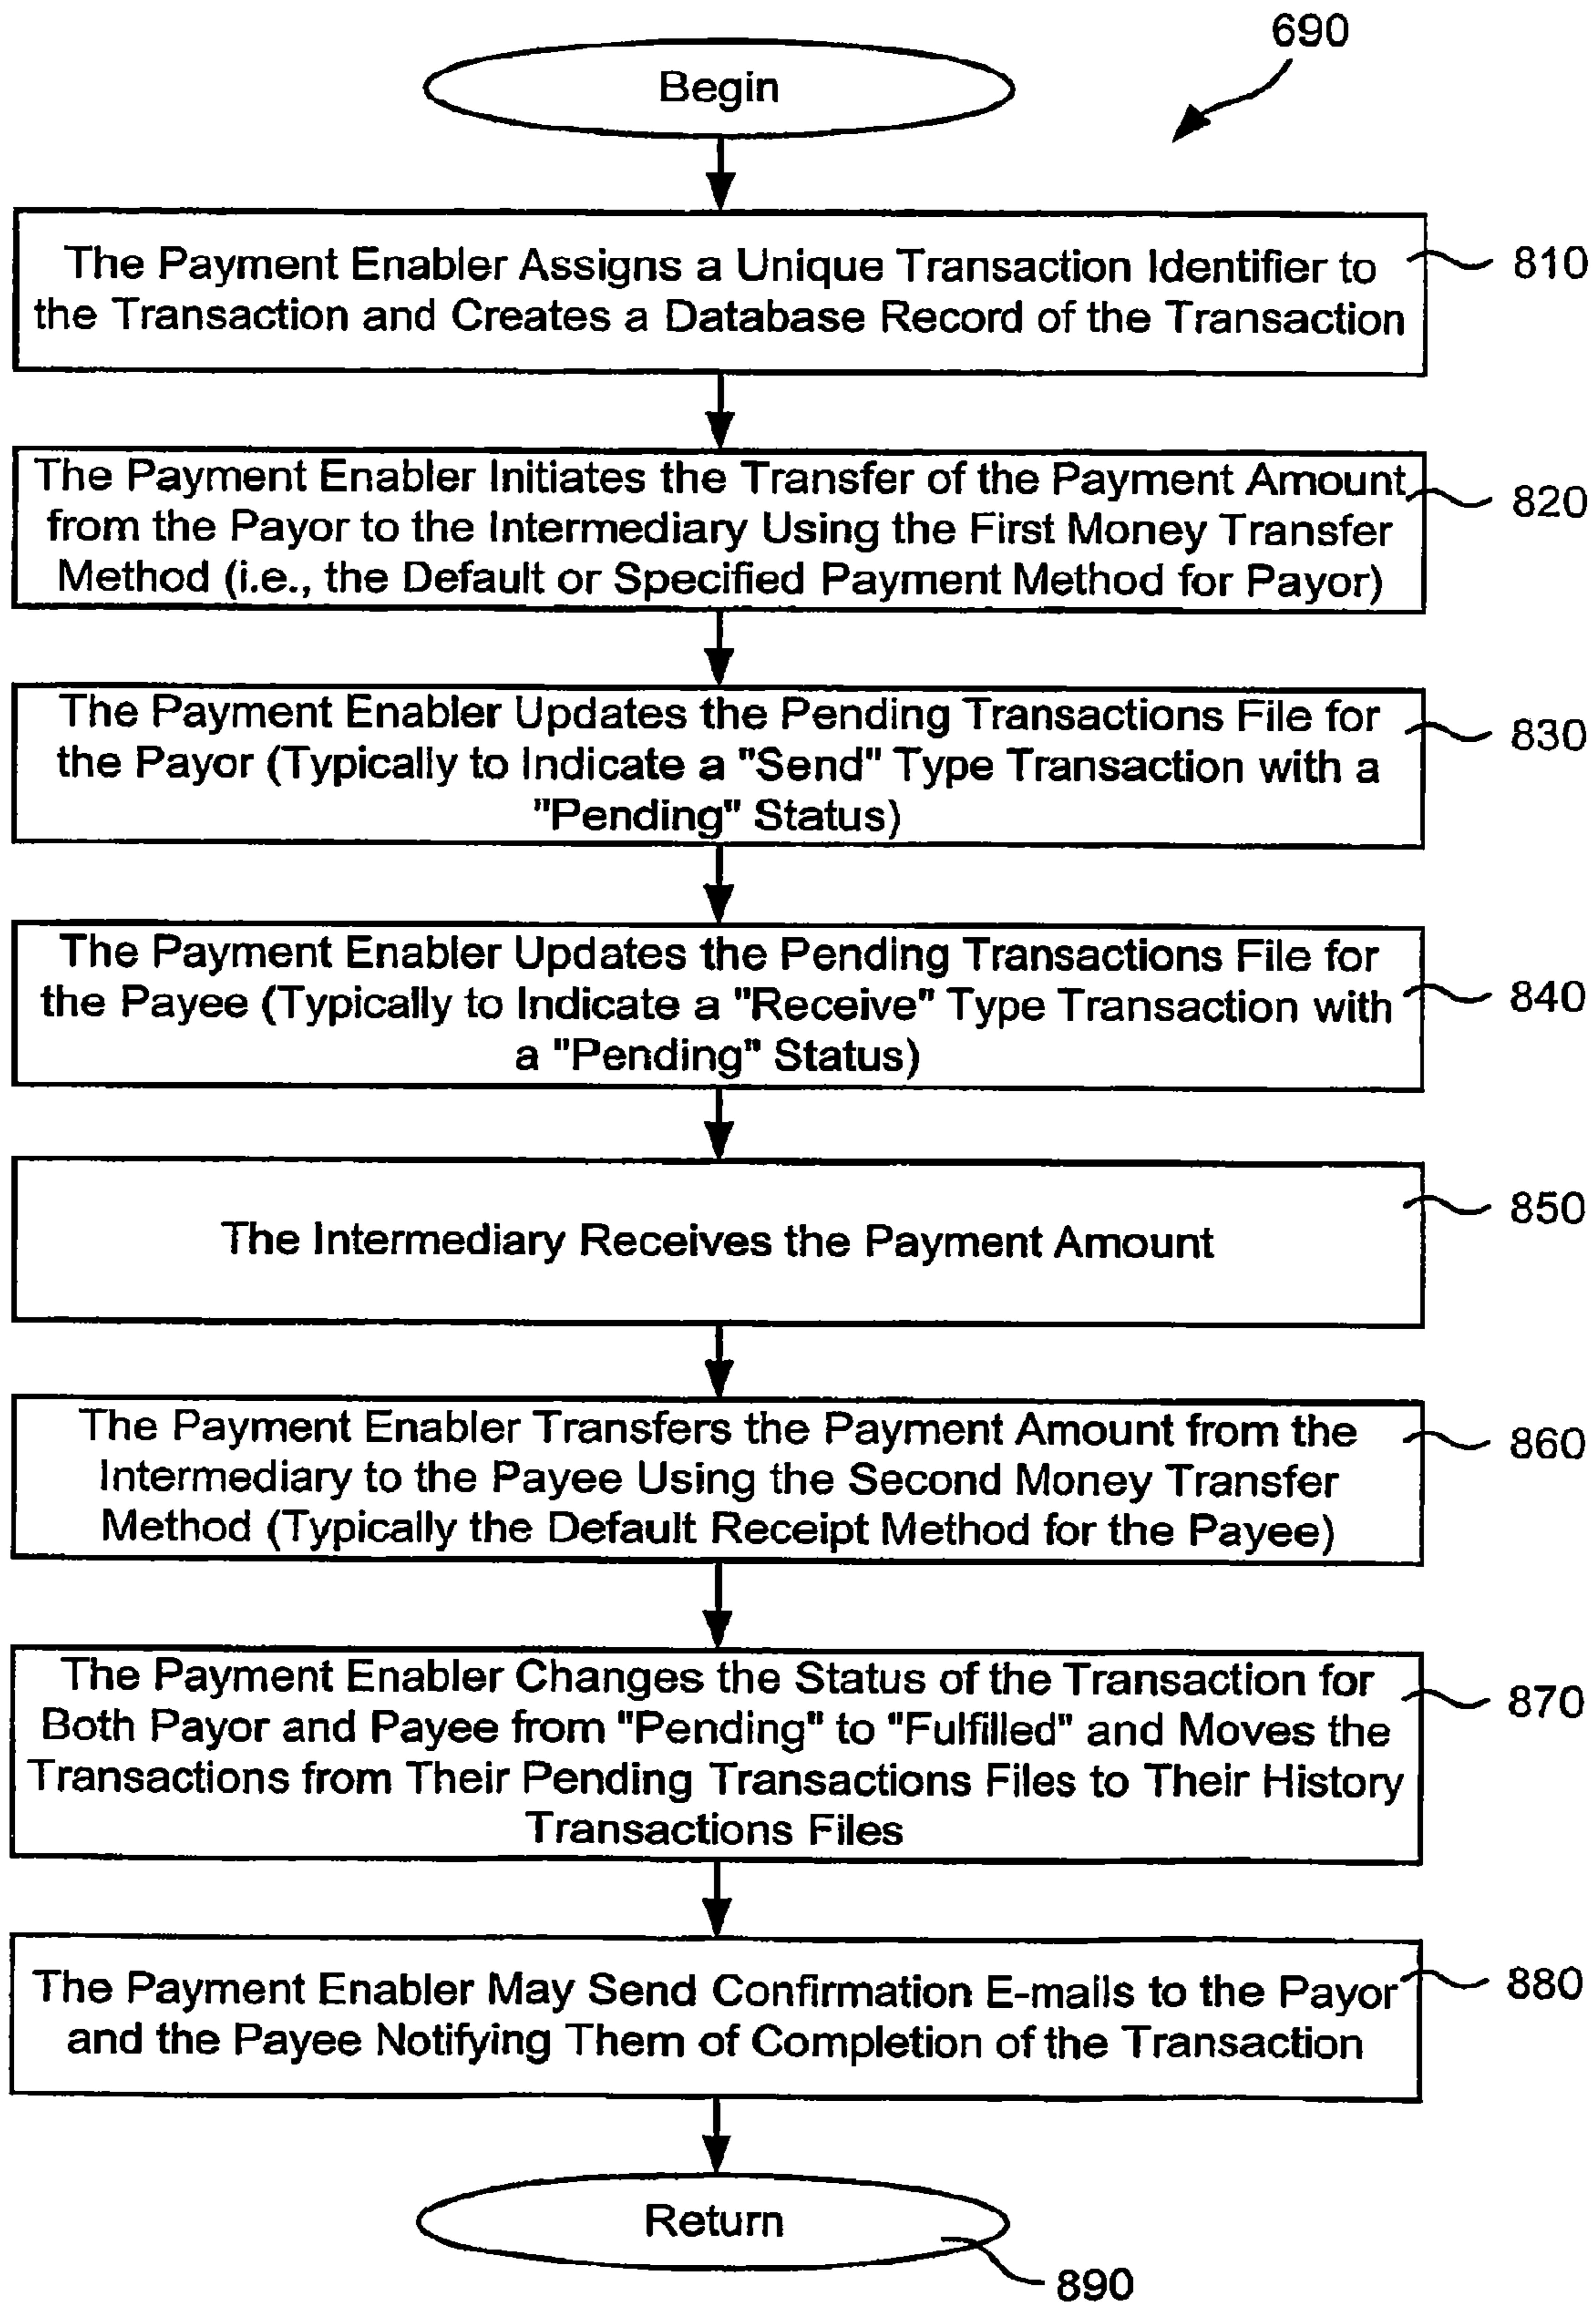 690
Begin
The Payment Enabler Assigns a Unique Transaction Identifier to
the Transaction and Creates a Database Record of the Transaction
810
The Payment Enabler Initiates the Transfer of the Payment Amount
from the Payor to the Intermediary Using the First Money Transfer
Method (i.e., the Default or Specified Payment Method for Payor)
820
The Payment Enabler Updates the Pending Transactions File for
the Payor (Typically to Indicate a "Send" Type Transaction with a
"Pending" Status)
830
The Payment Enabler Updates the Pending Transactions File for
the Payee (Typically to Indicate a "Receive" Type Transaction with
a "Pending" Status)
840
The Intermediary Receives the Payment Amount
850
The Payment Enabler Transfers the Payment Amount from the
Intermediary to the Payee Using the Second Money Transfer
Method (Typically the Default Receipt Method for the Payee)
860
The Payment Enabler Changes the Status of the Transaction for
Both Payor and Payee from "Pending" to "Fulfilled" and Moves the
Transactions from Their Pending Transactions Files to Their History
Transactions Files
870
The Payment Enabler May Send Confirmation E-mails to the Payor
and the Payee Notifying Them of Completion of the Transaction
880
Return
890